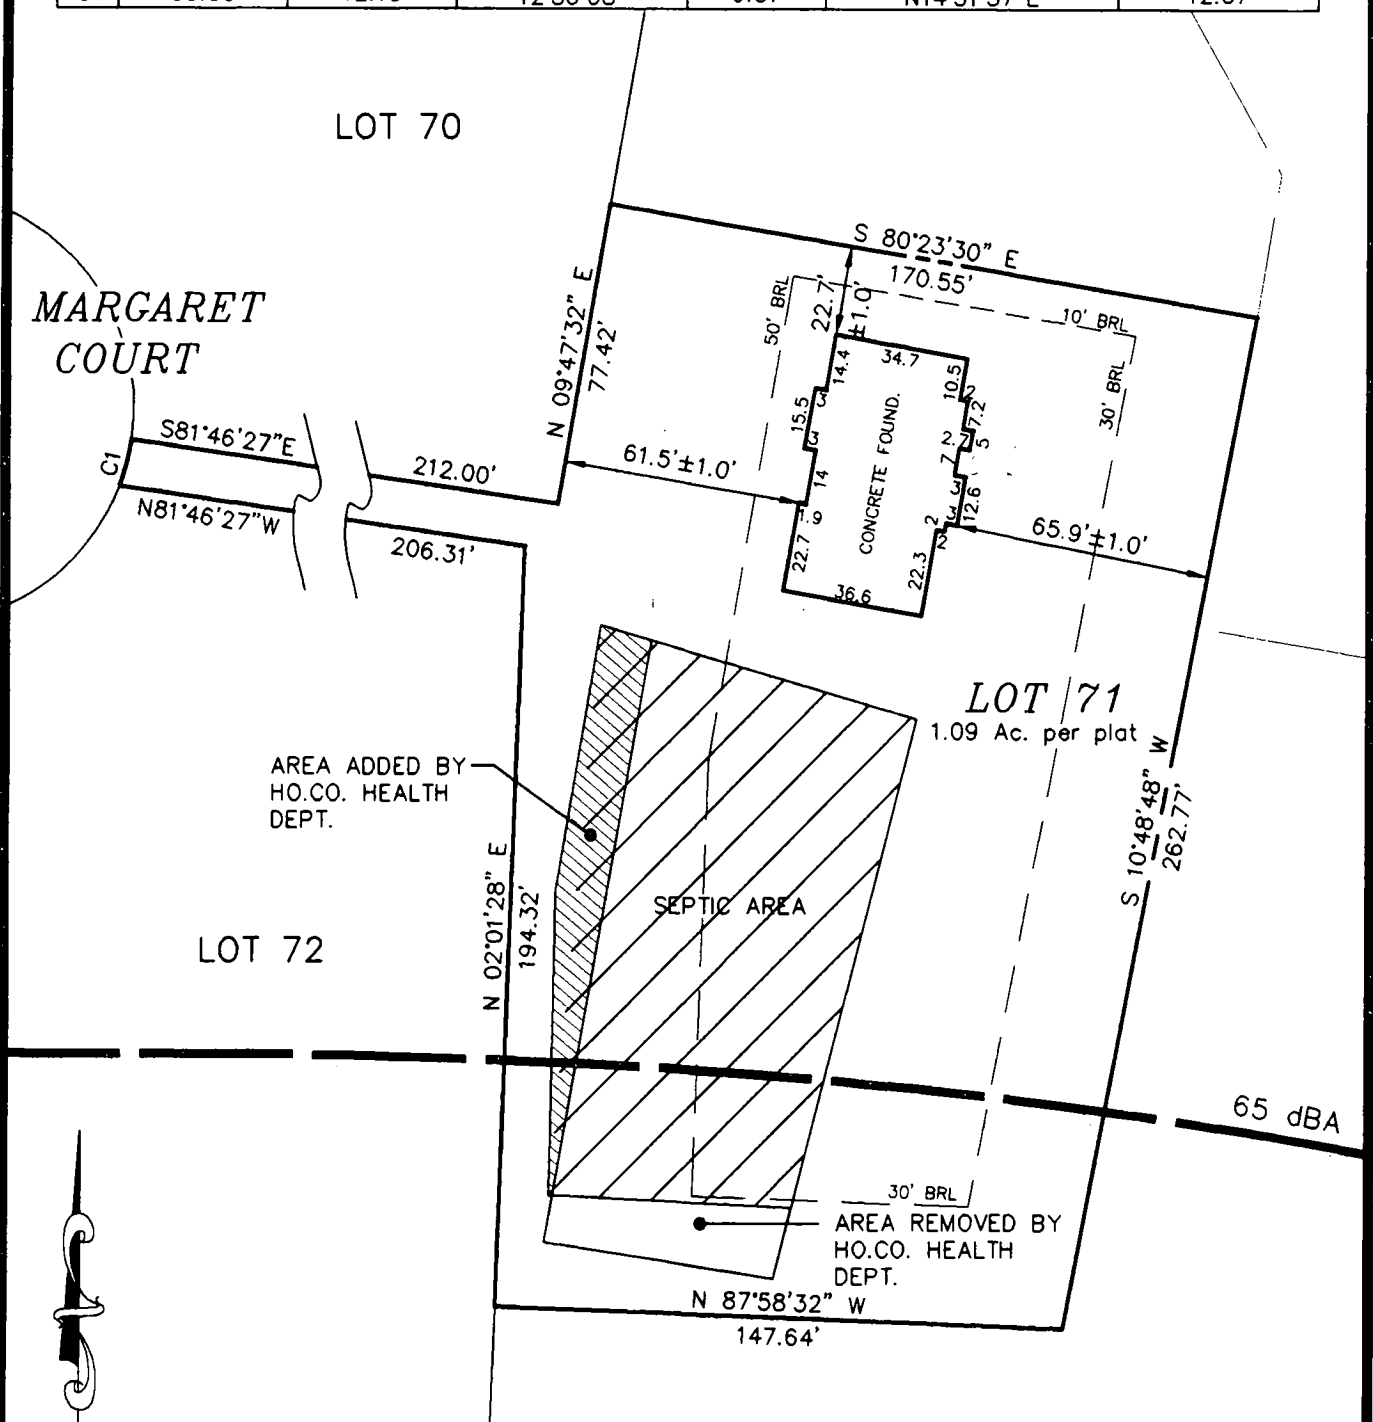 LOT 70
MARGARET
COURT
S 80°23'30" E
170.55'
N 09°47'32" E
77.42'
50' BRL
22.7'
±1.0'
10' BRL
30' BRL
34.7
14.4
10.5
2
3
15.5
7.2
3
2.7
5
7
14
3
12.6
CONCRETE FOUND.
61.5'±1.0'
1.9
3
2
2
65.9'±1.0'
22.7
22.3
36.6
S81°46'27"E
212.00'
C1
N81°46'27"W
206.31'
LOT 71
1.09 Ac. per plat
AREA ADDED BY
HO.CO. HEALTH
DEPT.
S 10°48'48" W
262.77'
N 02°01'28" E
194.32'
SEPTIC AREA
LOT 72
65 dBA
30' BRL
AREA REMOVED BY
HO.CO. HEALTH
DEPT.
N 87°58'32" W
147.64'